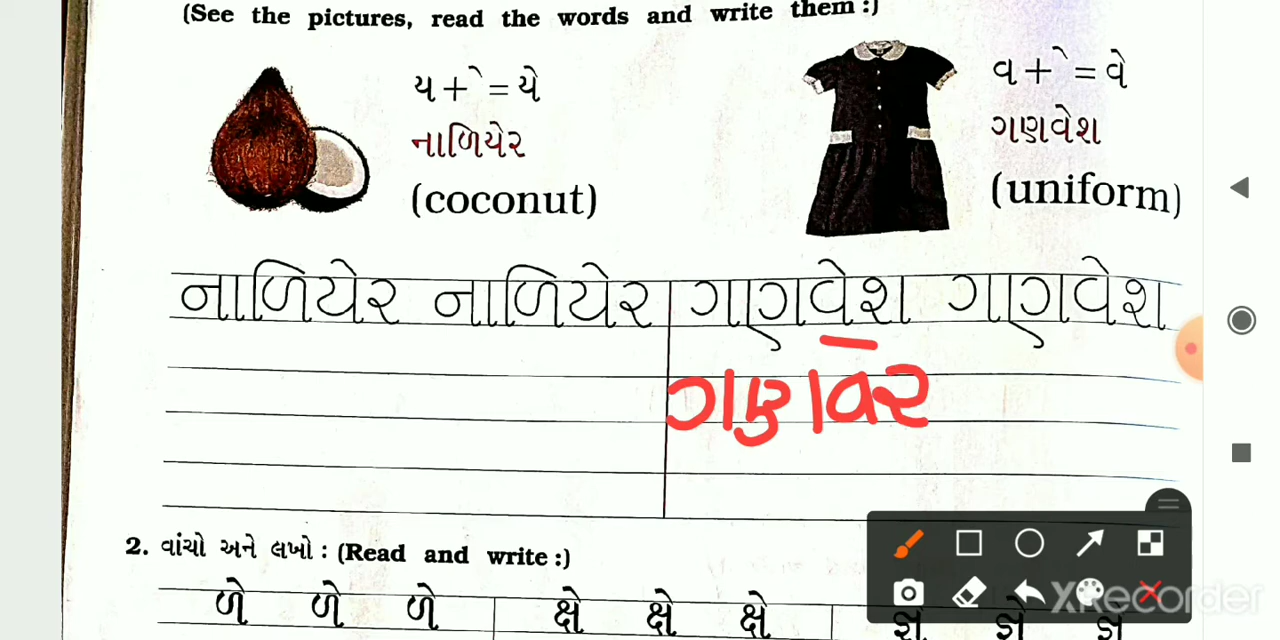 (See the pictures, read the words and write them :)
ય + ે = યે
નાળિયેર
(coconut)
વ + ે = વે
ગણવેશ
(uniform)
નાળિયેર નાળિયેર ગણવેશ ગણવેશ
2. વાંચો અને લખો : (Read and write :)
ળે ળે ળે ક્ષે ક્ષે ક્ષે
XRecorder